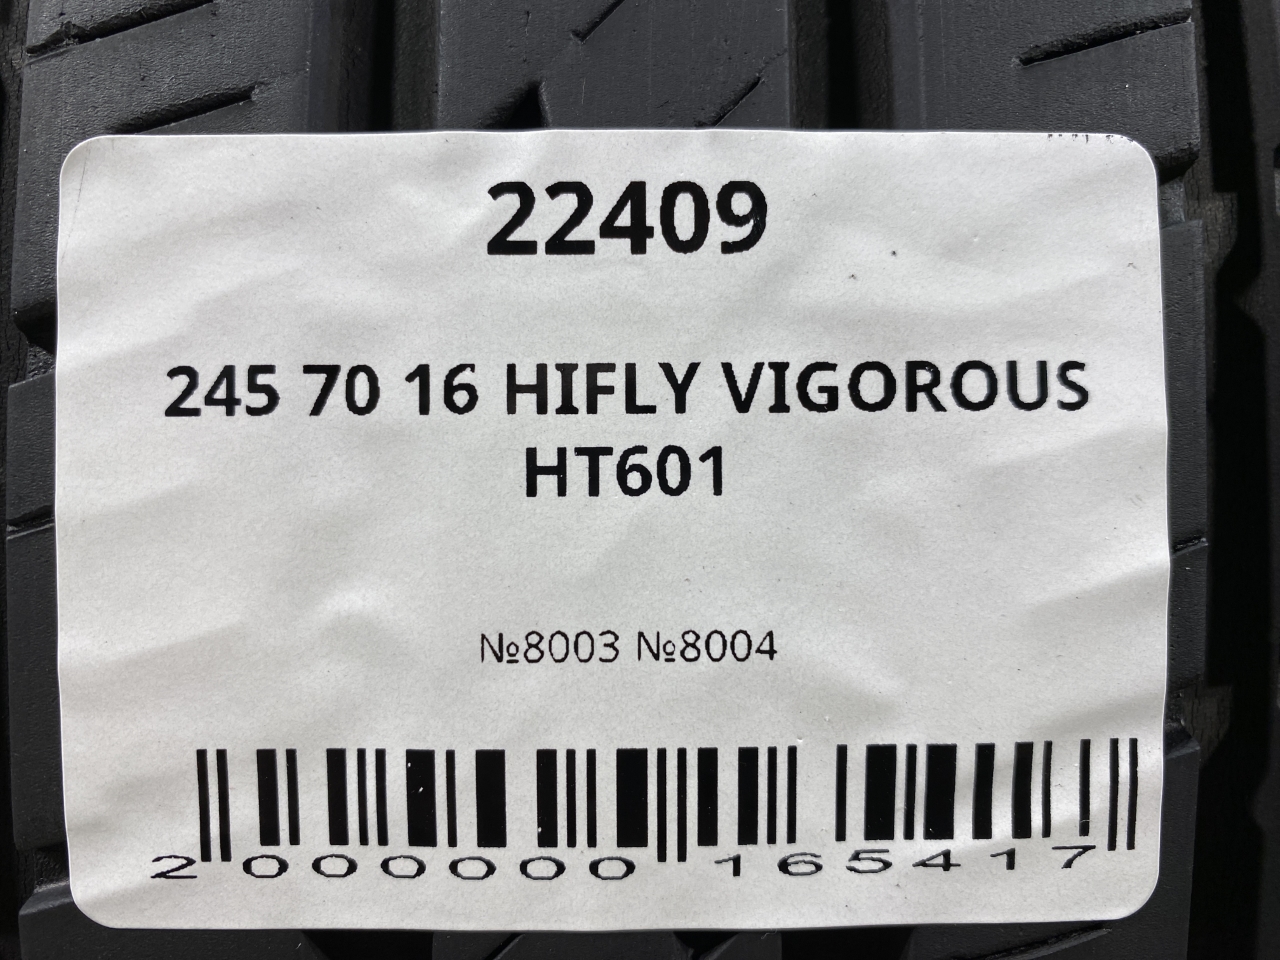 22409
245 70 16 HIFLY VIGOROUS
HT601
№8003 №8004
2 000000 165417